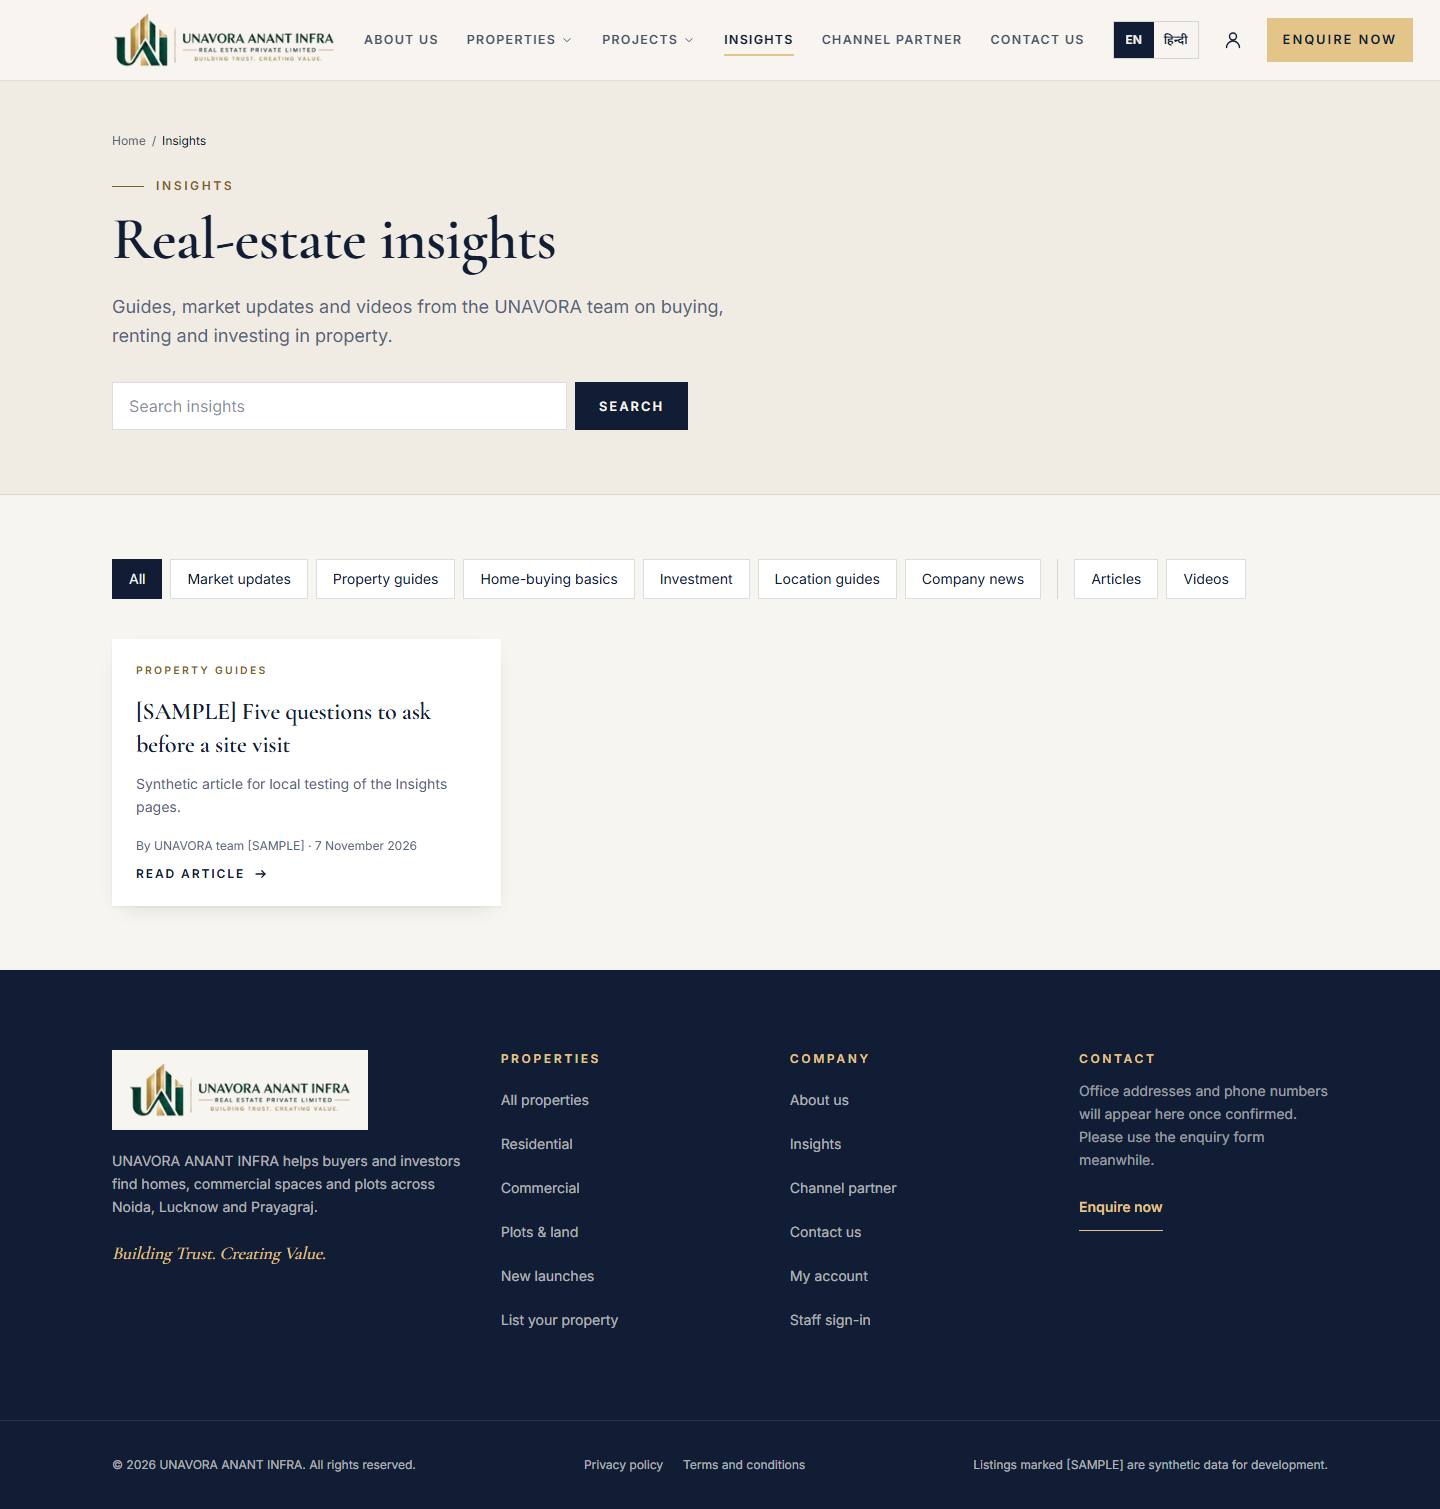 UNAVORA ANANT INFRA
REAL ESTATE PRIVATE LIMITED
BUILDING TRUST. CREATING VALUE.
ABOUT US
PROPERTIES
PROJECTS
INSIGHTS
CHANNEL PARTNER
CONTACT US
EN
हिन्दी
ENQUIRE NOW
Home / Insights
INSIGHTS
Real-estate insights
Guides, market updates and videos from the UNAVORA team on buying,
renting and investing in property.
Search insights
SEARCH
All
Market updates
Property guides
Home-buying basics
Investment
Location guides
Company news
Articles
Videos
PROPERTY GUIDES
[SAMPLE] Five questions to ask
before a site visit
Synthetic article for local testing of the Insights
pages.
By UNAVORA team [SAMPLE] · 7 November 2026
READ ARTICLE →
UNAVORA ANANT INFRA
REAL ESTATE PRIVATE LIMITED
BUILDING TRUST. CREATING VALUE.
UNAVORA ANANT INFRA helps buyers and investors
find homes, commercial spaces and plots across
Noida, Lucknow and Prayagraj.
Building Trust. Creating Value.
PROPERTIES
All properties
Residential
Commercial
Plots & land
New launches
List your property
COMPANY
About us
Insights
Channel partner
Contact us
My account
Staff sign-in
CONTACT
Office addresses and phone numbers
will appear here once confirmed.
Please use the enquiry form
meanwhile.
Enquire now
© 2026 UNAVORA ANANT INFRA. All rights reserved.
Privacy policy
Terms and conditions
Listings marked [SAMPLE] are synthetic data for development.